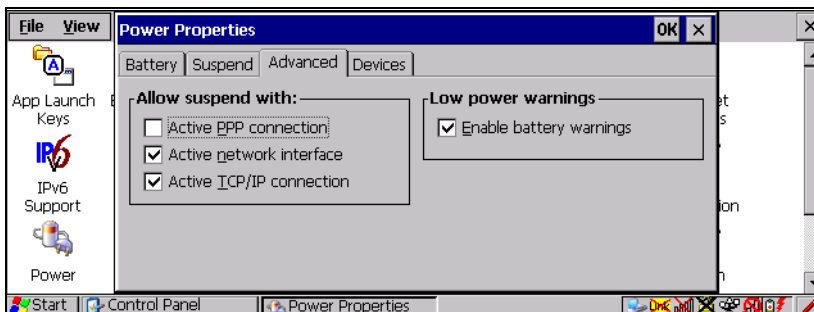 File View
Power Properties
OK
Battery Suspend Advanced Devices
App Launch
Keys
IPv6
Support
Power
Allow suspend with:
Active PPP connection
Active network interface
Active TCP/IP connection
Low power warnings
Enable battery warnings
et
s
ion
n
Start Control Panel Power Properties